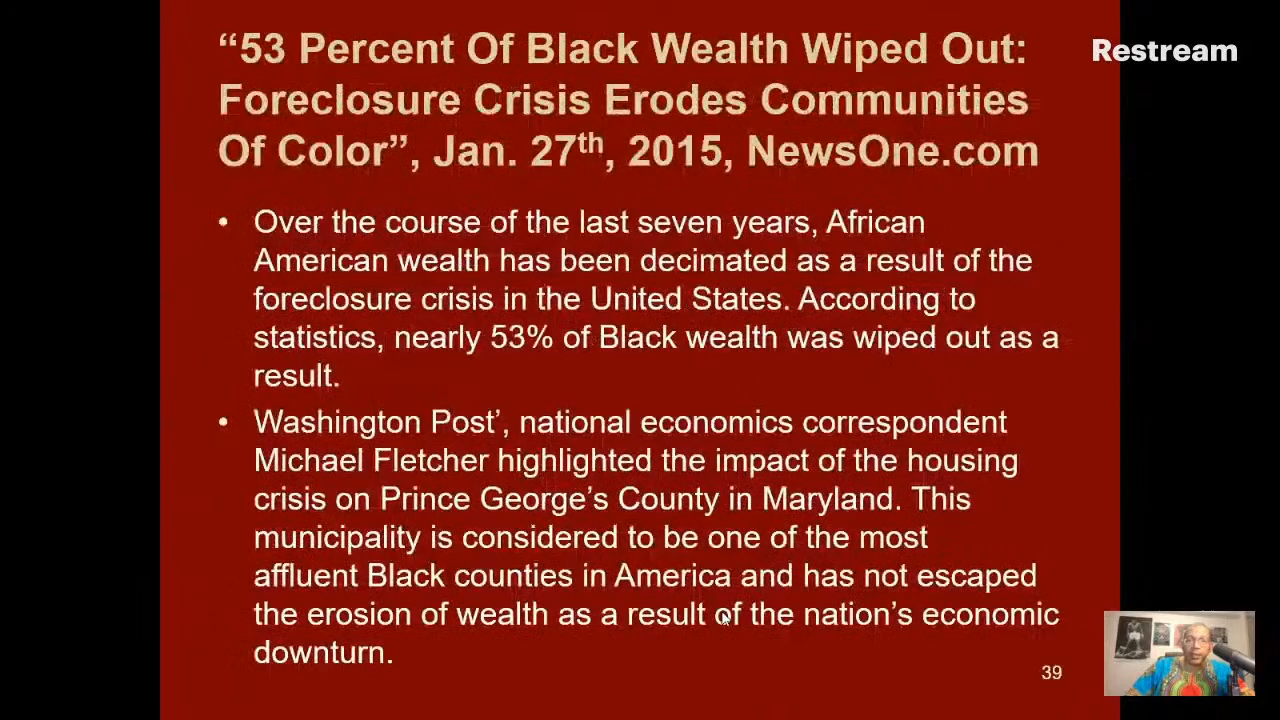 “53 Percent Of Black Wealth Wiped Out:
Restream
Foreclosure Crisis Erodes Communities
Of Color”, Jan. 27th, 2015, NewsOne.com
• Over the course of the last seven years, African
American wealth has been decimated as a result of the
foreclosure crisis in the United States. According to
statistics, nearly 53% of Black wealth was wiped out as a
result.
• Washington Post’, national economics correspondent
Michael Fletcher highlighted the impact of the housing
crisis on Prince George’s County in Maryland. This
municipality is considered to be one of the most
affluent Black counties in America and has not escaped
the erosion of wealth as a result of the nation’s economic
downturn.
39